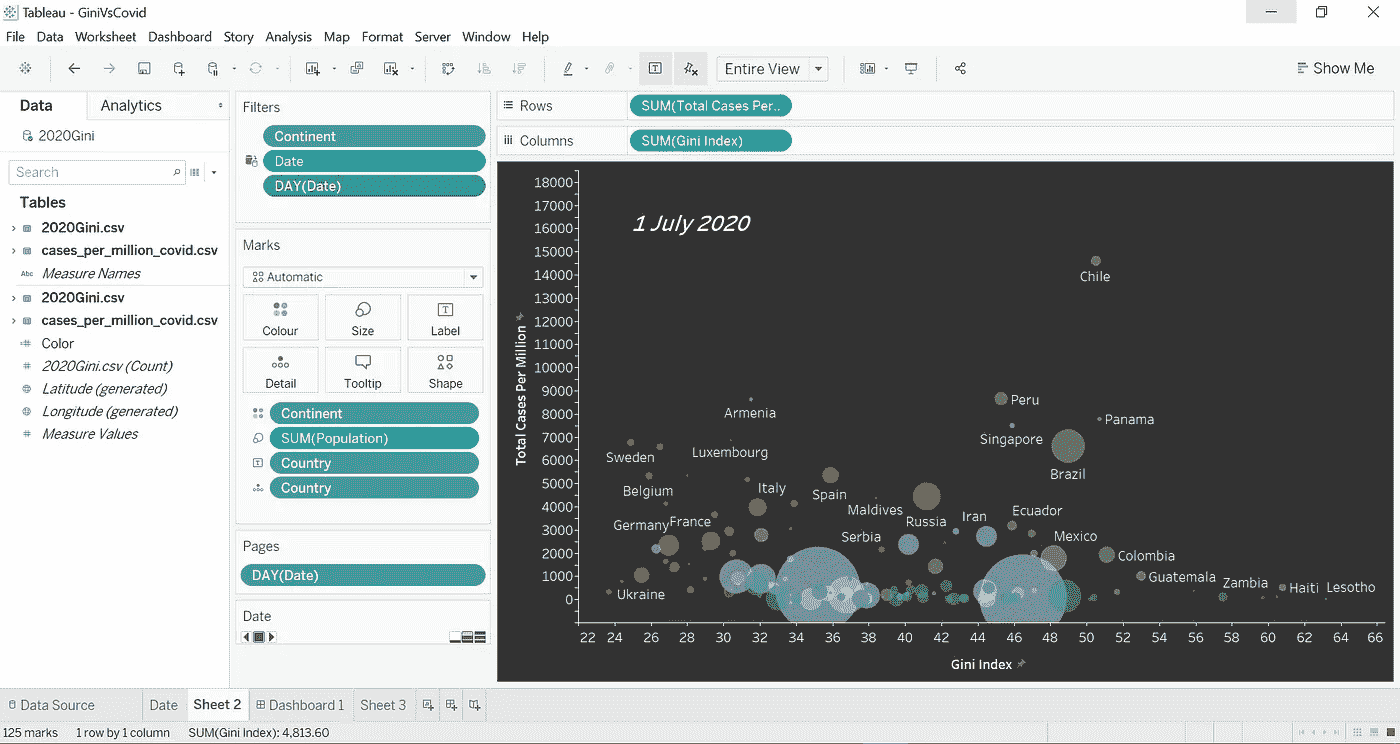 Tableau - GiniVsCovid
File Data Worksheet Dashboard Story Analysis Map Format Server Window Help
Entire View
Show Me
Data Analytics
2020Gini
Search
Tables
2020Gini.csv
cases_per_million_covid.csv
Abc Measure Names
2020Gini.csv
cases_per_million_covid.csv
Color
2020Gini.csv (Count)
Latitude (generated)
Longitude (generated)
Measure Values
Filters
Continent
Date
DAY(Date)
Marks
Automatic
Colour Size Label
Detail Tooltip Shape
Continent
SUM(Population)
Country
Country
Pages
DAY(Date)
Date
Rows SUM(Total Cases Per..
Columns SUM(Gini Index)
1 July 2020
Total Cases Per Million
18000
17000
16000
15000
14000
13000
12000
11000
10000
9000
8000
7000
6000
5000
4000
3000
2000
1000
0
Chile
Peru
Armenia
Panama
Singapore
Sweden
Luxembourg
Brazil
Belgium
Italy
Spain
Maldives
Germany
France
Russia
Iran
Ecuador
Serbia
Mexico
Colombia
Guatemala
Zambia
Haiti
Lesotho
Ukraine
22 24 26 28 30 32 34 36 38 40 42 44 46 48 50 52 54 56 58 60 62 64 66
Gini Index
Data Source Date Sheet 2 Dashboard 1 Sheet 3
125 marks 1 row by 1 column SUM(Gini Index): 4,813.60